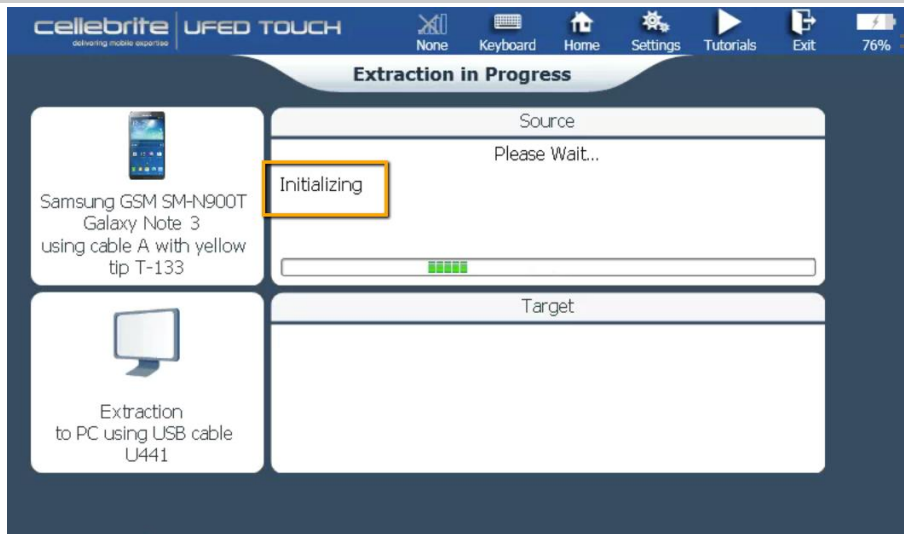 cellebrite UFED TOUCH
delivering mobile expertise
None Keyboard Home Settings Tutorials Exit 76%
Extraction in Progress
Source
Please Wait...
Initializing
Samsung GSM SM-N900T
Galaxy Note 3
using cable A with yellow
tip T-133
Target
Extraction
to PC using USB cable
U441